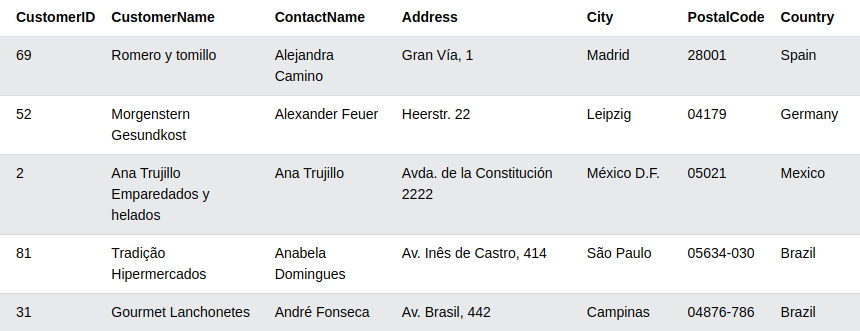 CustomerID CustomerName ContactName Address City PostalCode Country
69 Romero y tomillo Alejandra Gran Vía, 1 Madrid 28001 Spain
Camino
52 Morgenstern Alexander Feuer Heerstr. 22 Leipzig 04179 Germany
Gesundkost
2 Ana Trujillo Ana Trujillo Avda. de la Constitución México D.F. 05021 Mexico
Emparedados y 2222
helados
81 Tradição Anabela Av. Inês de Castro, 414 São Paulo 05634-030 Brazil
Hipermercados Domingues
31 Gourmet Lanchonetes André Fonseca Av. Brasil, 442 Campinas 04876-786 Brazil